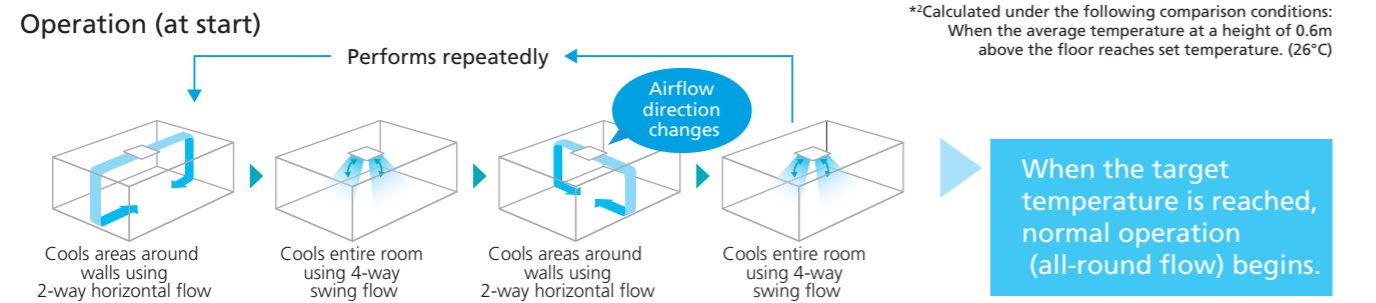 Operation (at start)
*²Calculated under the following comparison conditions:
When the average temperature at a height of 0.6m
above the floor reaches set temperature. (26°C)
Performs repeatedly
Airflow
direction
changes
Cools areas around
walls using
2-way horizontal flow
Cools entire room
using 4-way
swing flow
Cools areas around
walls using
2-way horizontal flow
Cools entire room
using 4-way
swing flow
When the target
temperature is reached,
normal operation
(all-round flow) begins.